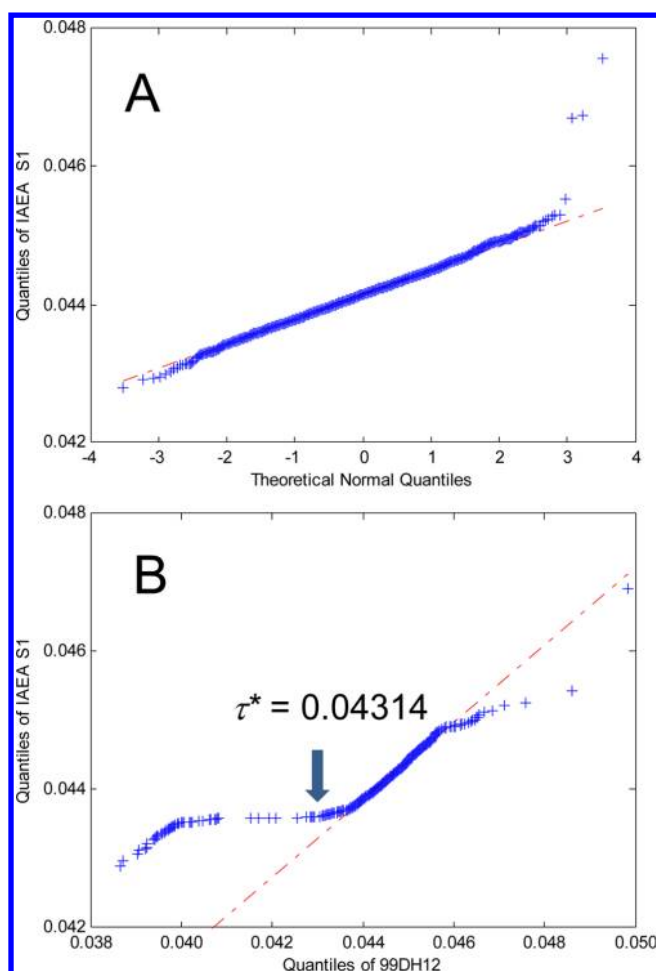 A
0.048
0.046
0.044
0.042
Quantiles of IAEA S1
-4 -3 -2 -1 0 1 2 3 4
Theoretical Normal Quantiles
B
0.048
0.046
0.044
0.042
Quantiles of IAEA S1
τ* = 0.04314
0.038 0.040 0.042 0.044 0.046 0.048 0.050
Quantiles of 99DH12